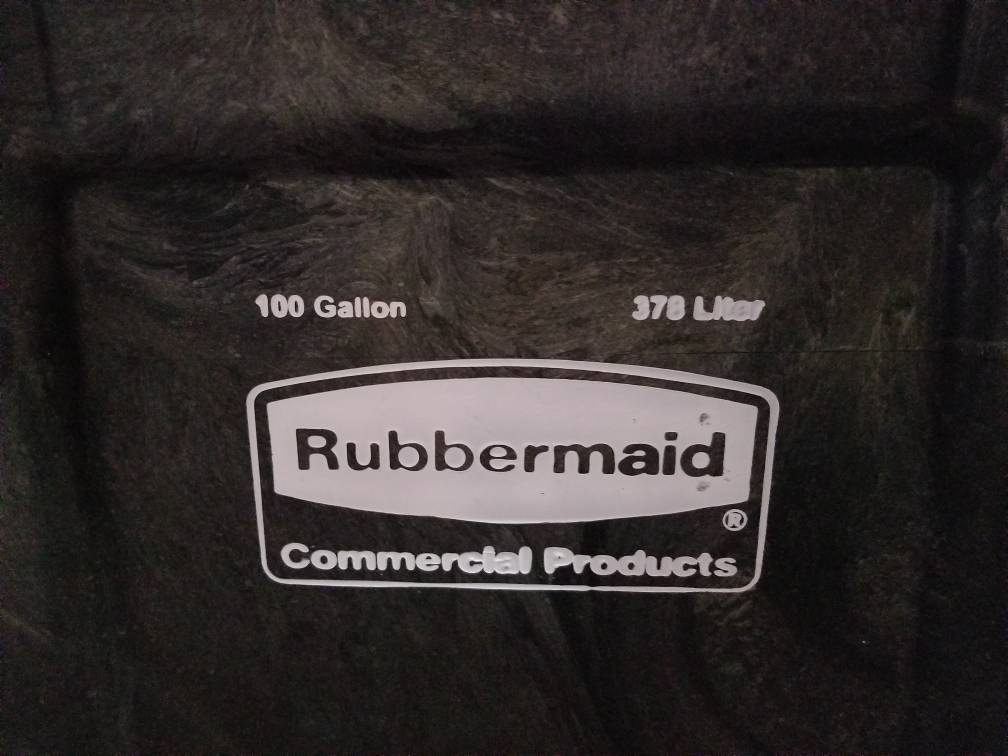 100 Gallon 378 Liter
Rubbermaid
®
Commercial Products